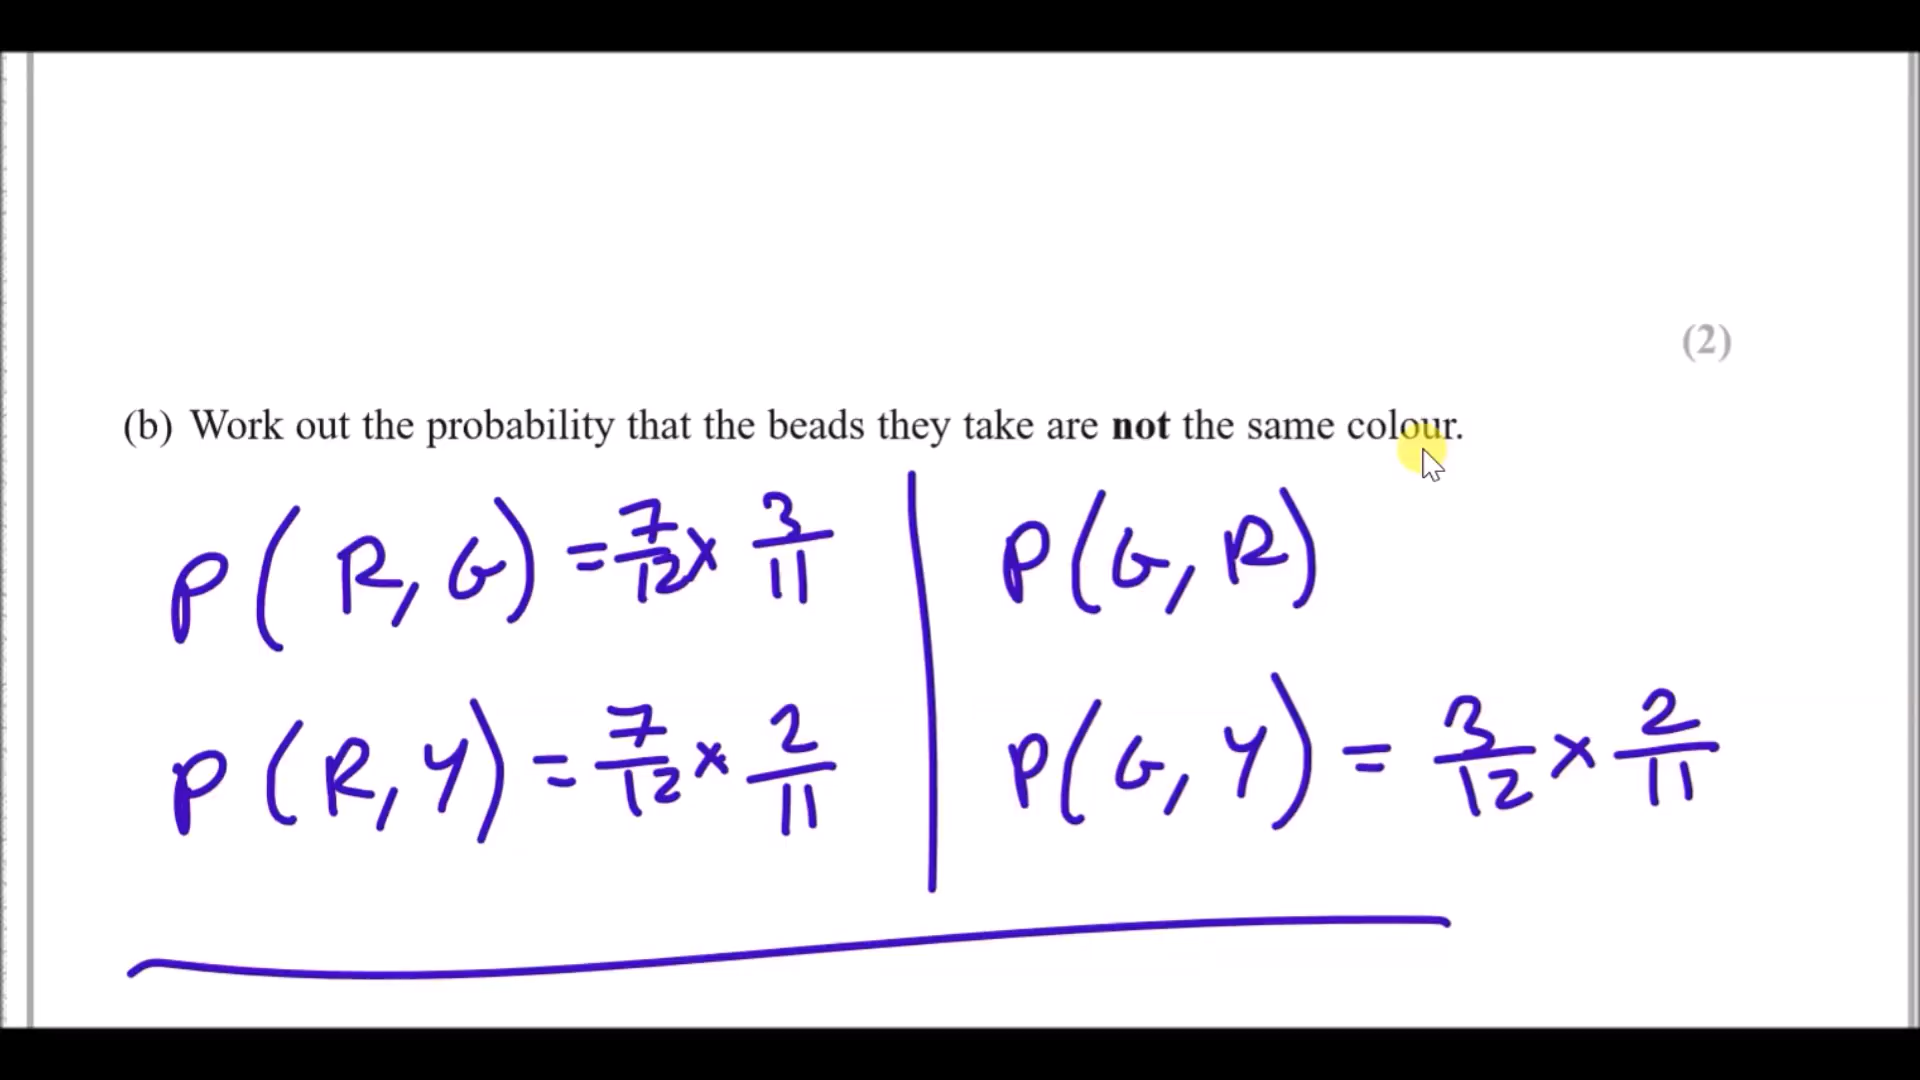 (2)
(b) Work out the probability that the beads they take are not the same colour.
P(R, G) = 7/12 × 3/11
P(G, R)
P(R, Y) = 7/12 × 2/11
P(G, Y) = 3/12 × 2/11